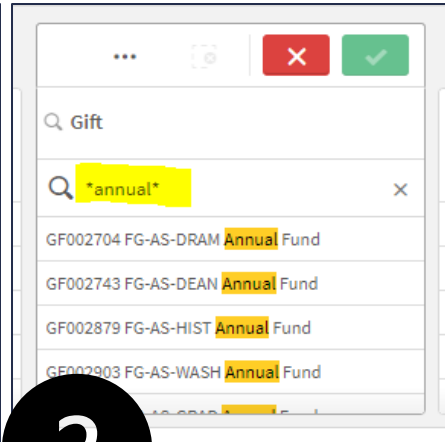 ...
Gift
*annual*
GF002704 FG-AS-DRAM Annual Fund
GF002743 FG-AS-DEAN Annual Fund
GF002879 FG-AS-HIST Annual Fund
GF002903 FG-AS-WASH Annual Fund
2